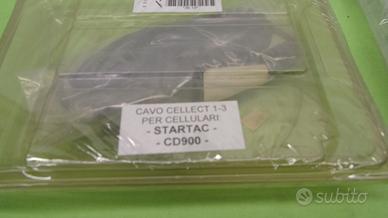 CAVO CELLECT 1-3
PER CELLULARI:
- STARTAC -
- CD900 -
subito